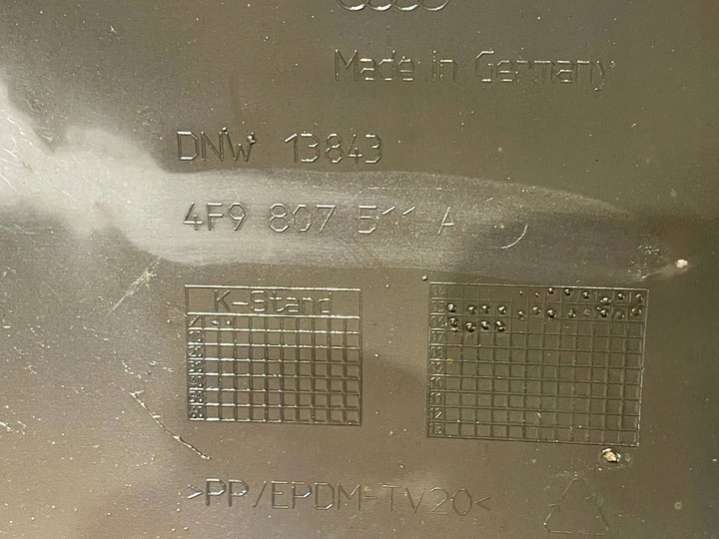 Made in Germany
DNW 13843
4F9 807 511 A
K-Stand
>PP/EPDM-TV20<